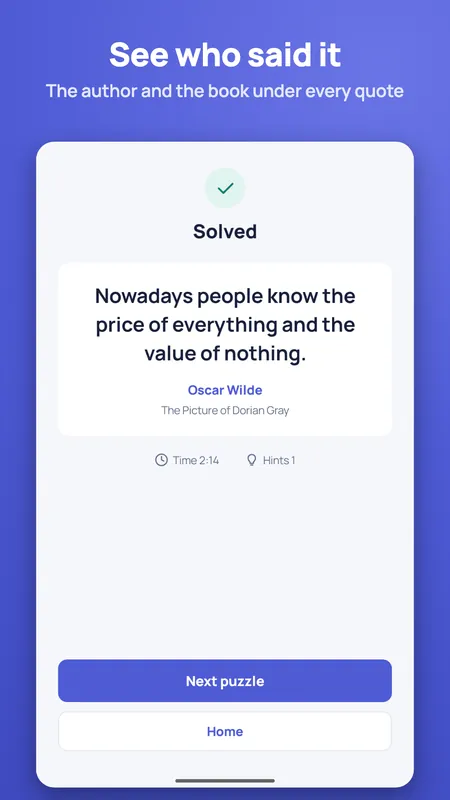 See who said it
The author and the book under every quote
Solved
Nowadays people know the
price of everything and the
value of nothing.
Oscar Wilde
The Picture of Dorian Gray
Time 2:14
Hints 1
Next puzzle
Home